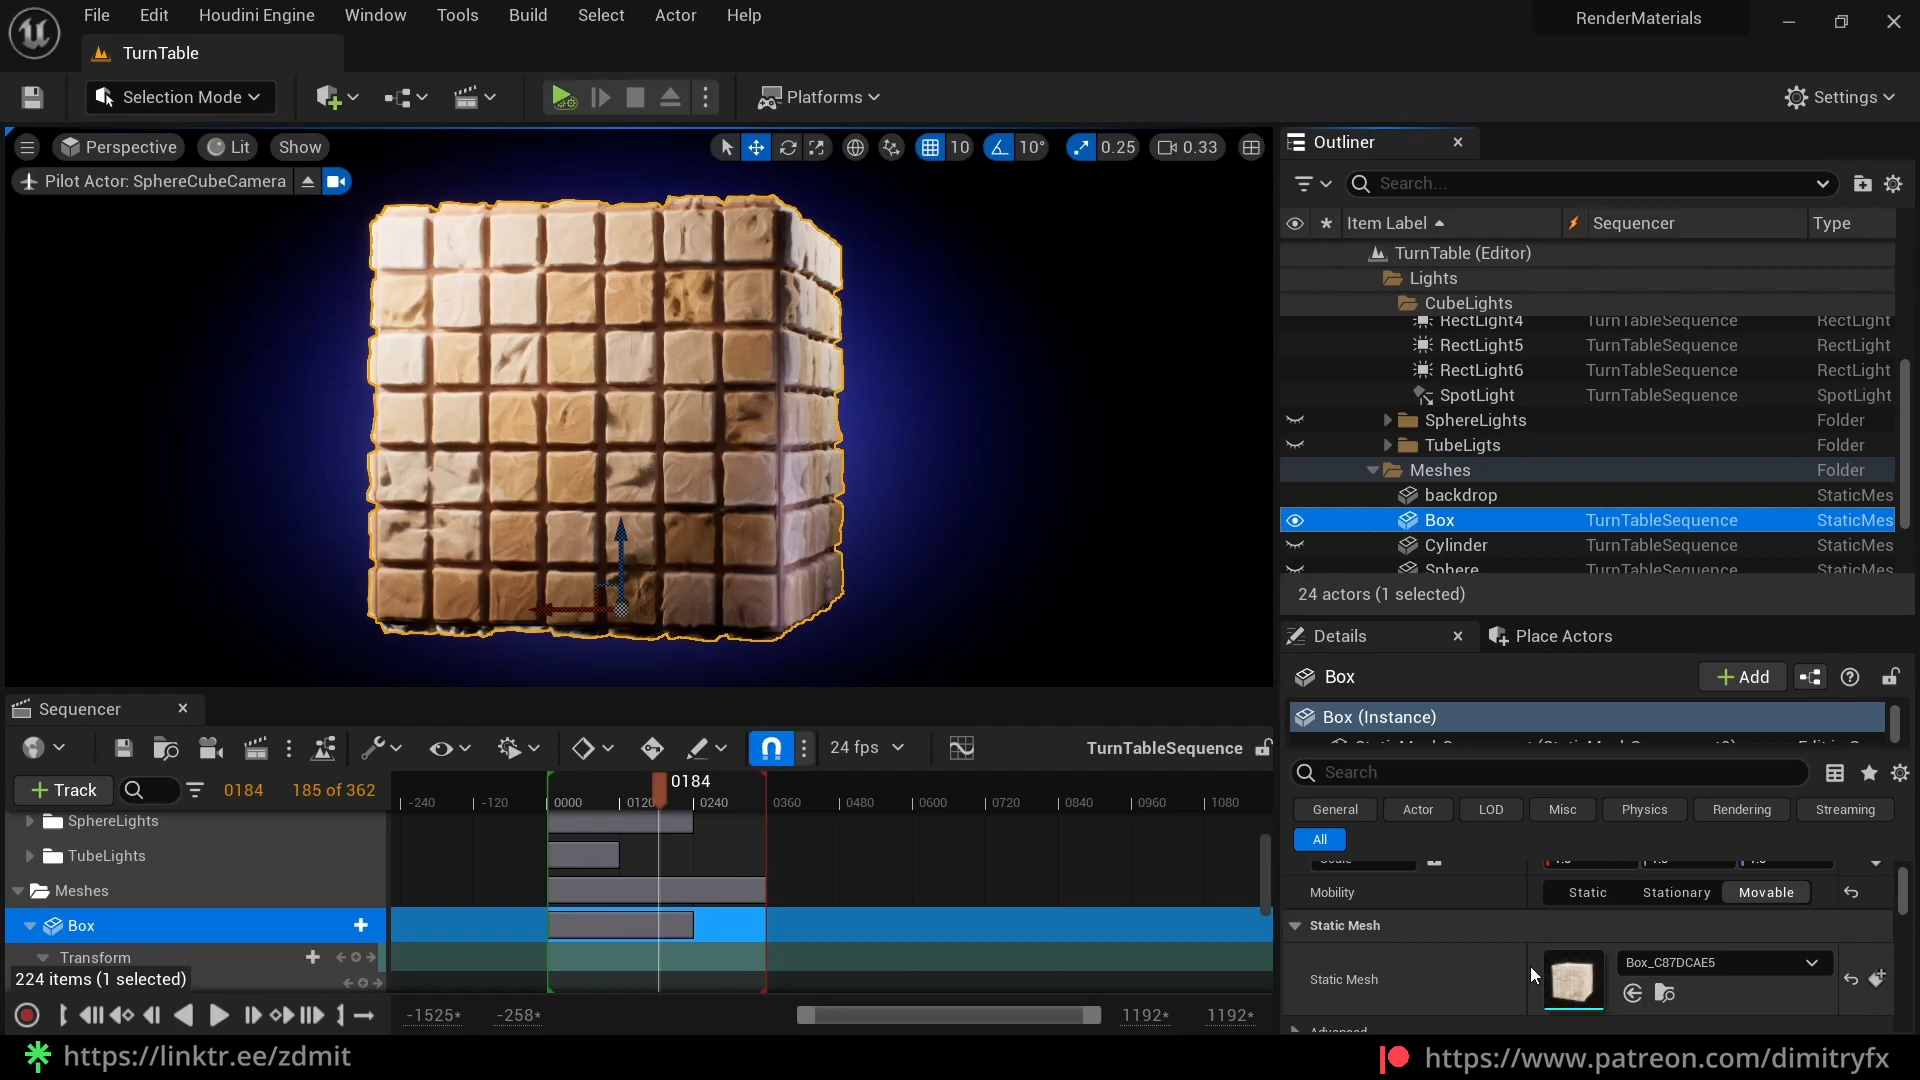 File Edit Houdini Engine Window Tools Build Select Actor Help
RenderMaterials
TurnTable
Selection Mode
Platforms
Settings
Perspective Lit Show
10 10° 0.25 0.33
Pilot Actor: SphereCubeCamera
Outliner
Search...
Item Label Sequencer Type
TurnTable (Editor)
Lights
CubeLights
RectLight4 TurnTableSequence RectLight
RectLight5 TurnTableSequence RectLight
RectLight6 TurnTableSequence RectLight
SpotLight TurnTableSequence SpotLight
SphereLights Folder
TubeLigts Folder
Meshes Folder
backdrop StaticMes
Box TurnTableSequence StaticMes
Cylinder TurnTableSequence StaticMes
Sphere TurnTableSequence StaticMes
24 actors (1 selected)
Details Place Actors
Box
Add
Box (Instance)
Search
General Actor LOD Misc Physics Rendering Streaming
All
Scale
Mobility Static Stationary Movable
Static Mesh
Static Mesh Box_C87DCAE5
Advanced
Sequencer
24 fps TurnTableSequence
Track 0184 185 of 362
0184
-240 -120 0000 0120 0240 0360 0480 0600 0720 0840 0960 1080
SphereLights
TubeLights
Meshes
Box
Transform
224 items (1 selected)
-1525* -258* 1192* 1192*
https://linktr.ee/zdmit
https://www.patreon.com/dimitryfx